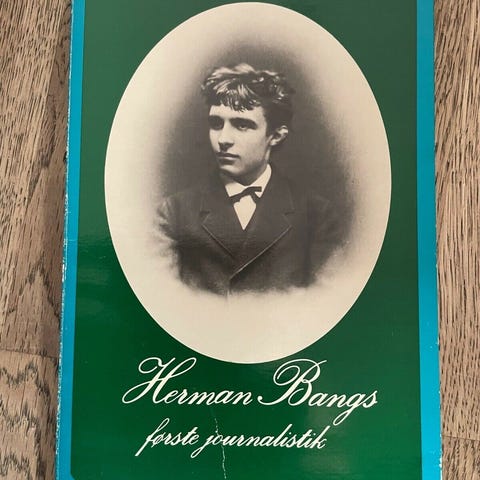 Herman Bangs
første journalistik